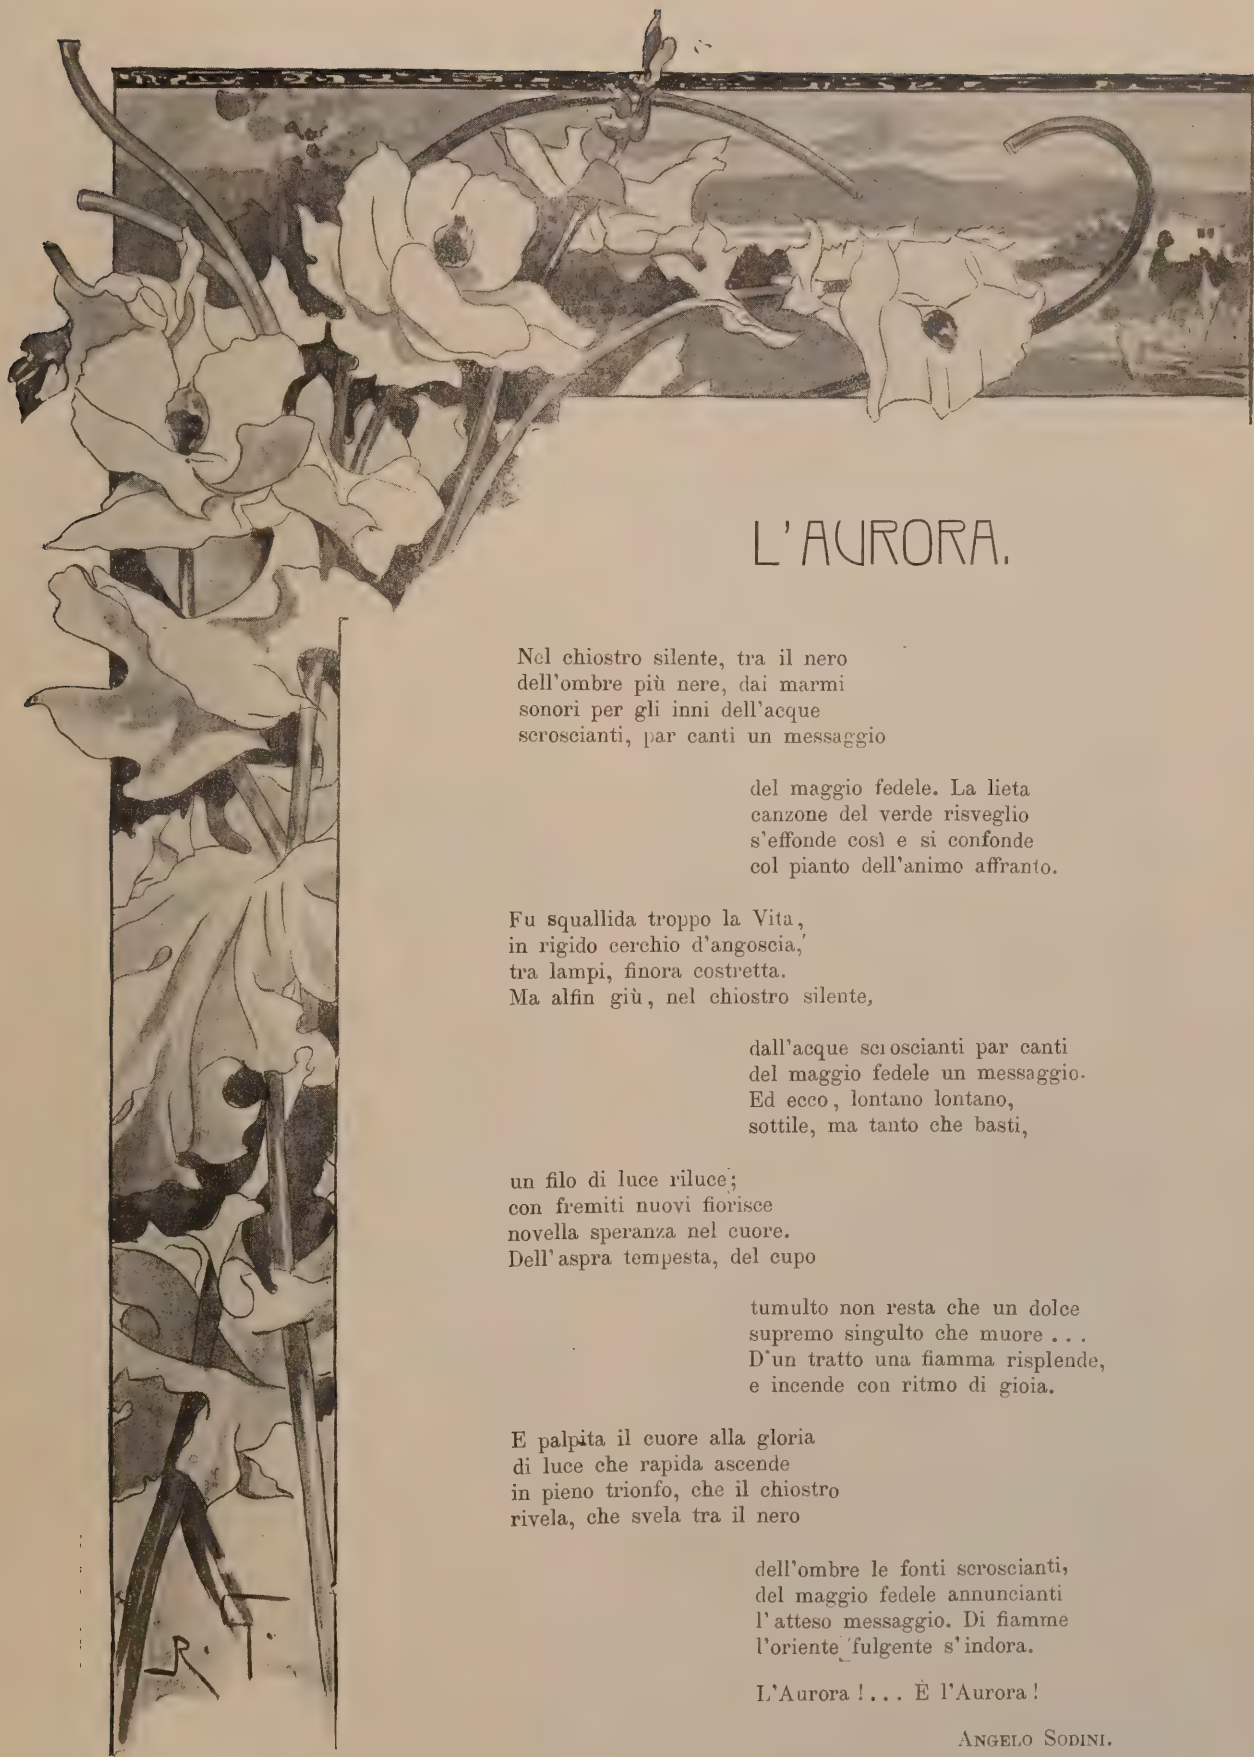 L'AURORA.
Nel chiostro silente, tra il nero
dell'ombre più nere, dai marmi
sonori per gli inni dell'acque
scroscianti, par canti un messaggio
del maggio fedele. La lieta
canzone del verde risveglio
s'effonde così e si confonde
col pianto dell'animo affranto.
Fu squallida troppo la Vita,
in rigido cerchio d'angoscia,
tra lampi, finora costretta.
Ma alfin giù, nel chiostro silente,
dall'acque scroscianti par canti
del maggio fedele un messaggio.
Ed ecco, lontano lontano,
sottile, ma tanto che basti,
un filo di luce riluce;
con fremiti nuovi fiorisce
novella speranza nel cuore.
Dell'aspra tempesta, del cupo
tumulto non resta che un dolce
supremo singulto che muore . . .
D'un tratto una fiamma risplende,
e incende con ritmo di gioia.
E palpita il cuore alla gloria
di luce che rapida ascende
in pieno trionfo, che il chiostro
rivela, che svela tra il nero
dell'ombre le fonti scroscianti,
del maggio fedele annuncianti
l'atteso messaggio. Di fiamme
l'oriente fulgente s'indora.
L'Aurora !... È l'Aurora !
ANGELO SODINI.
R. T.